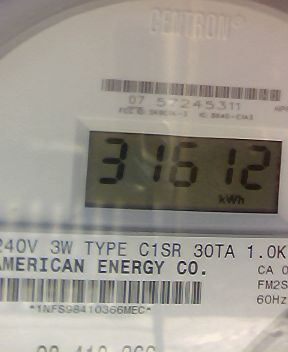 CENTRON®
07 57245311
31612
kWh
240V 3W TYPE C1SR 30TA 1.0K
AMERICAN ENERGY CO.
CA 0
FM2S
60Hz
*1NFS98410366MEC*